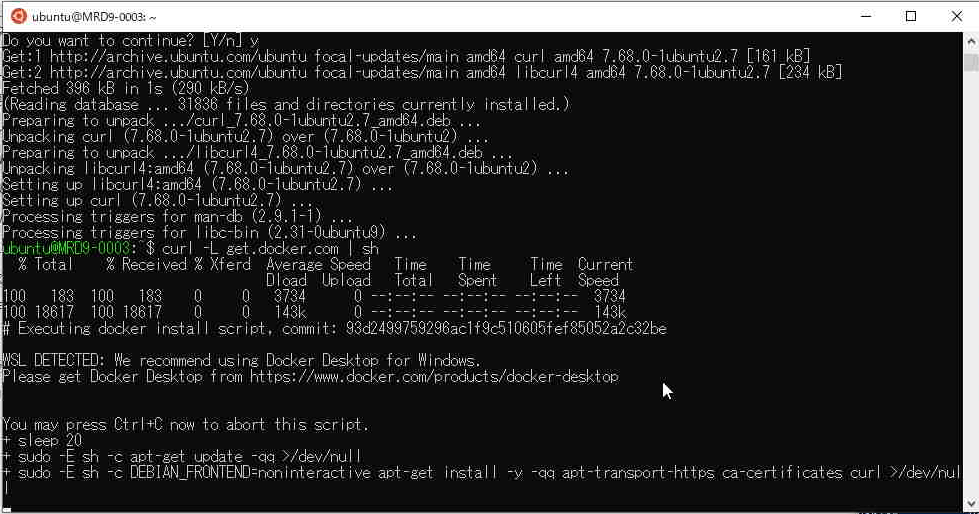 ubuntu@MRD9-0003: ~
Do you want to continue? [Y/n] y
Get:1 http://archive.ubuntu.com/ubuntu focal-updates/main amd64 curl amd64 7.68.0-1ubuntu2.7 [161 kB]
Get:2 http://archive.ubuntu.com/ubuntu focal-updates/main amd64 libcurl4 amd64 7.68.0-1ubuntu2.7 [234 kB]
Fetched 396 kB in 1s (290 kB/s)
(Reading database ... 31836 files and directories currently installed.)
Preparing to unpack .../curl_7.68.0-1ubuntu2.7_amd64.deb ...
Unpacking curl (7.68.0-1ubuntu2.7) over (7.68.0-1ubuntu2) ...
Preparing to unpack .../libcurl4_7.68.0-1ubuntu2.7_amd64.deb ...
Unpacking libcurl4:amd64 (7.68.0-1ubuntu2.7) over (7.68.0-1ubuntu2) ...
Setting up libcurl4:amd64 (7.68.0-1ubuntu2.7) ...
Setting up curl (7.68.0-1ubuntu2.7) ...
Processing triggers for man-db (2.9.1-1) ...
Processing triggers for libc-bin (2.31-0ubuntu9) ...
ubuntu@MRD9-0003:~$ curl -L get.docker.com | sh
  % Total    % Received % Xferd  Average Speed   Time    Time     Time  Current
                                 Dload  Upload   Total   Spent    Left  Speed
100   183  100   183    0     0   3734      0 --:--:-- --:--:-- --:--:--  3734
100 18617  100 18617    0     0   143k      0 --:--:-- --:--:-- --:--:--  143k
# Executing docker install script, commit: 93d2499759296ac1f9c510605fef85052a2c32be
WSL DETECTED: We recommend using Docker Desktop for Windows.
Please get Docker Desktop from https://www.docker.com/products/docker-desktop
You may press Ctrl+C now to abort this script.
+ sleep 20
+ sudo -E sh -c apt-get update -qq >/dev/null
+ sudo -E sh -c DEBIAN_FRONTEND=noninteractive apt-get install -y -qq apt-transport-https ca-certificates curl >/dev/nul
l